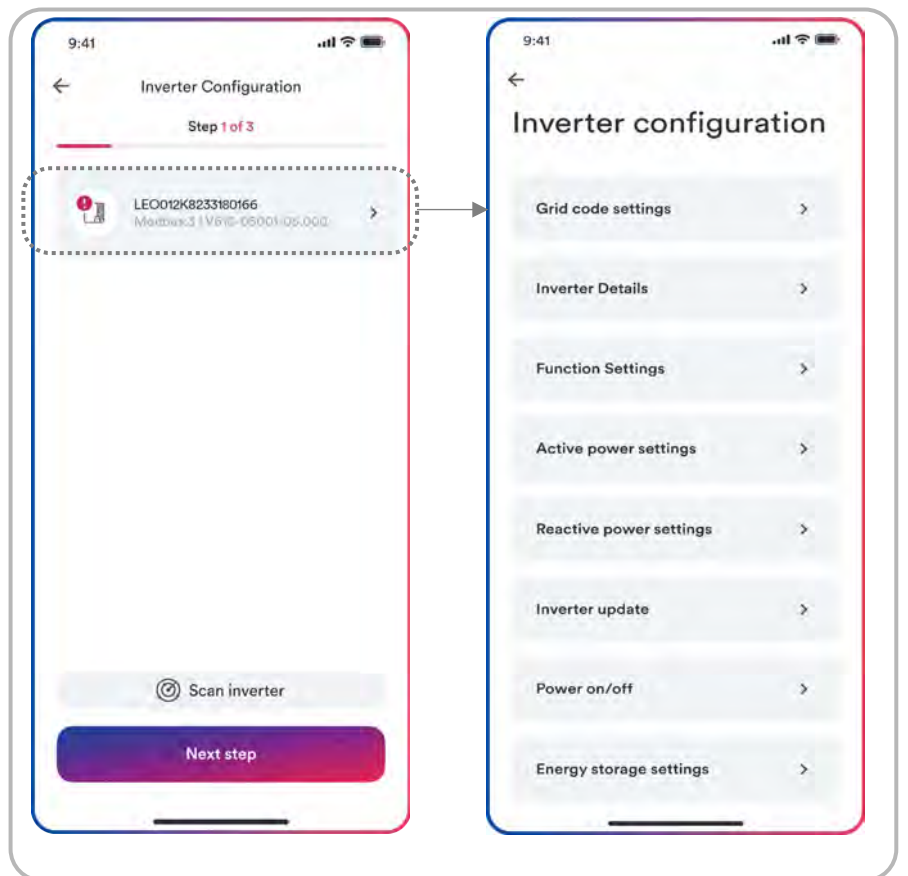 9:41
Inverter Configuration
Step 1 of 3
LEO012K8233180166
Scan inverter
Next step
9:41
Inverter configuration
Grid code settings
Inverter Details
Function Settings
Active power settings
Reactive power settings
Inverter update
Power on/off
Energy storage settings